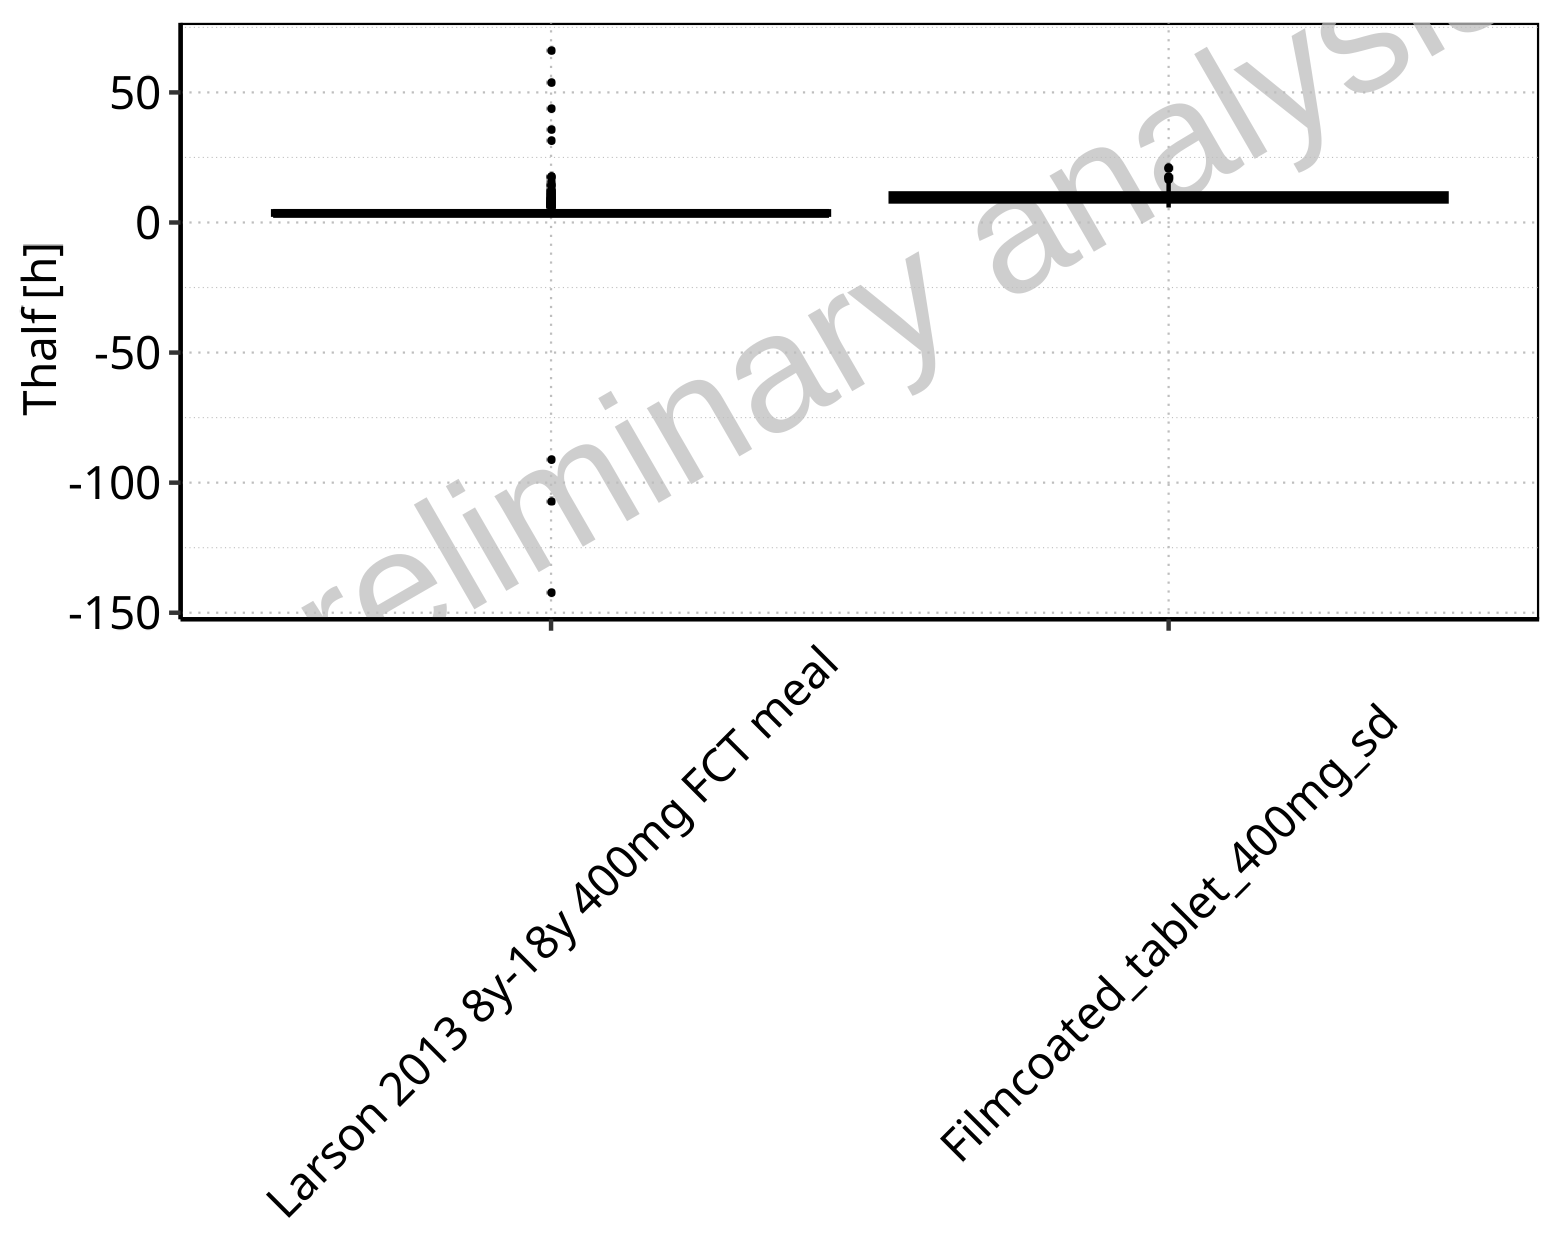 Thalf [h]
50
0
-50
-100
-150
reliminary analysis
Larson 2013 8y-18y 400mg FCT meal
Filmcoated_tablet_400mg_sd